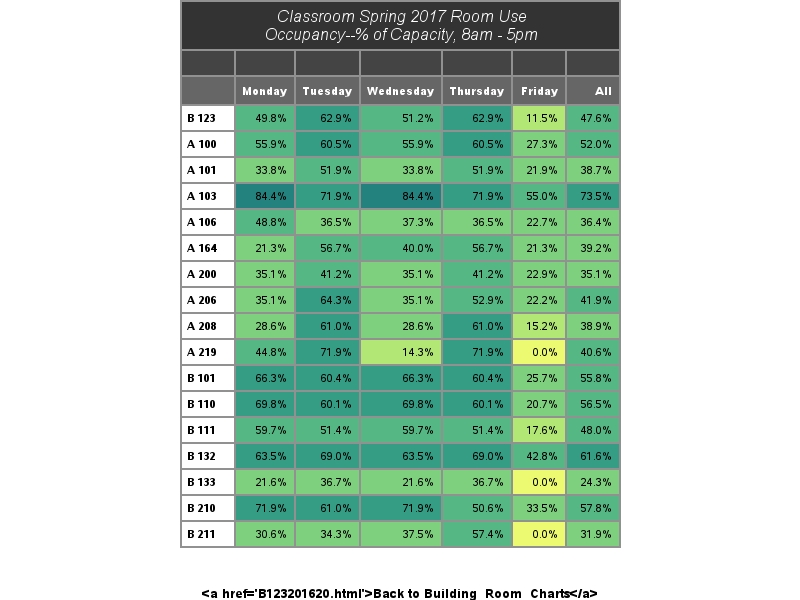 Classroom Spring 2017 Room Use
Occupancy--% of Capacity, 8am - 5pm
Monday Tuesday Wednesday Thursday Friday All
B 123 49.8% 62.9% 51.2% 62.9% 11.5% 47.6%
A 100 55.9% 60.5% 55.9% 60.5% 27.3% 52.0%
A 101 33.8% 51.9% 33.8% 51.9% 21.9% 38.7%
A 103 84.4% 71.9% 84.4% 71.9% 55.0% 73.5%
A 106 48.8% 36.5% 37.3% 36.5% 22.7% 36.4%
A 164 21.3% 56.7% 40.0% 56.7% 21.3% 39.2%
A 200 35.1% 41.2% 35.1% 41.2% 22.9% 35.1%
A 206 35.1% 64.3% 35.1% 52.9% 22.2% 41.9%
A 208 28.6% 61.0% 28.6% 61.0% 15.2% 38.9%
A 219 44.8% 71.9% 14.3% 71.9% 0.0% 40.6%
B 101 66.3% 60.4% 66.3% 60.4% 25.7% 55.8%
B 110 69.8% 60.1% 69.8% 60.1% 20.7% 56.5%
B 111 59.7% 51.4% 59.7% 51.4% 17.6% 48.0%
B 132 63.5% 69.0% 63.5% 69.0% 42.8% 61.6%
B 133 21.6% 36.7% 21.6% 36.7% 0.0% 24.3%
B 210 71.9% 61.0% 71.9% 50.6% 33.5% 57.8%
B 211 30.6% 34.3% 37.5% 57.4% 0.0% 31.9%
<a href='B123201620.html'>Back to Building_Room_Charts</a>